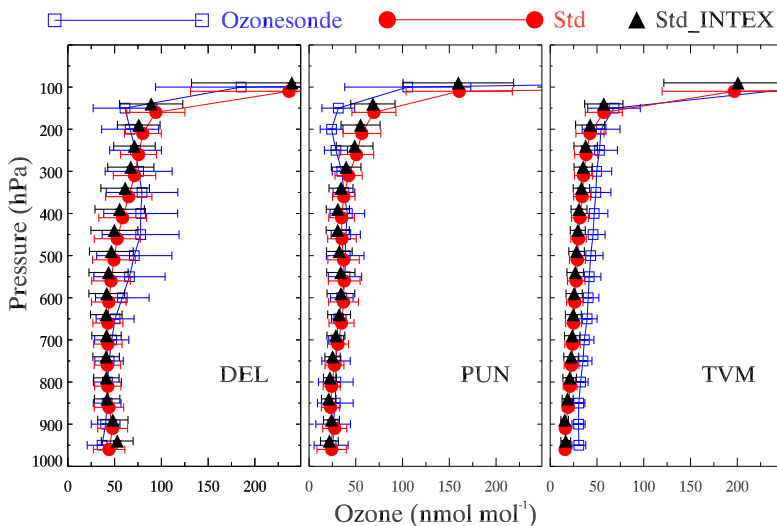 Ozonesonde Std Std_INTEX
Pressure (hPa)
100
200
300
400
500
600
700
800
900
1000
DEL PUN TVM
0 50 100 150 200 0 50 100 150 200 0 50 100 150 200
Ozone (nmol mol⁻¹)